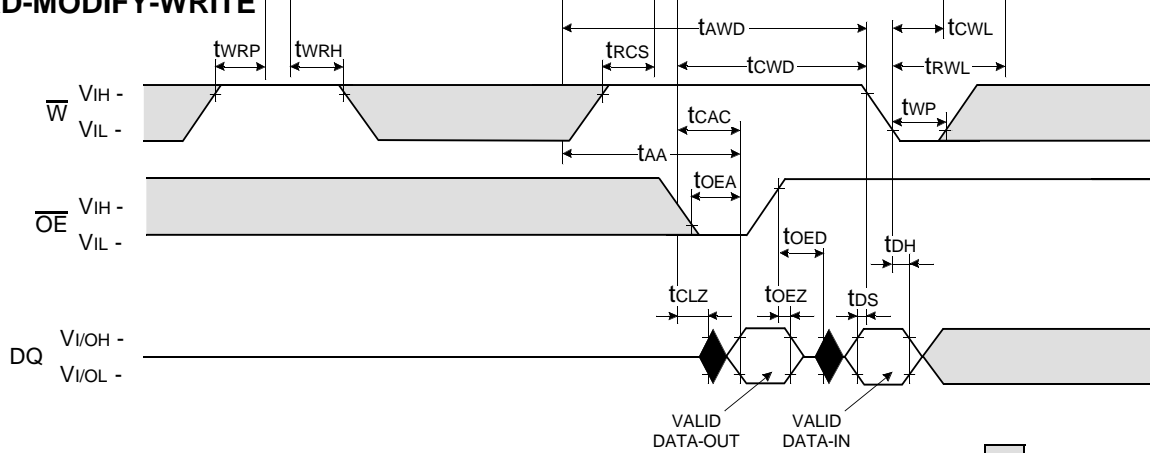 D-MODIFY-WRITE
tAWD
tCWL
tWRP
tWRH
tRCS
tCWD
tRWL
W
VIH -
VIL -
tWP
tCAC
tAA
tOEA
OE
VIH -
VIL -
tOED
tDH
tCLZ
tOEZ
tDS
DQ
VI/OH -
VI/OL -
VALID
DATA-OUT
VALID
DATA-IN